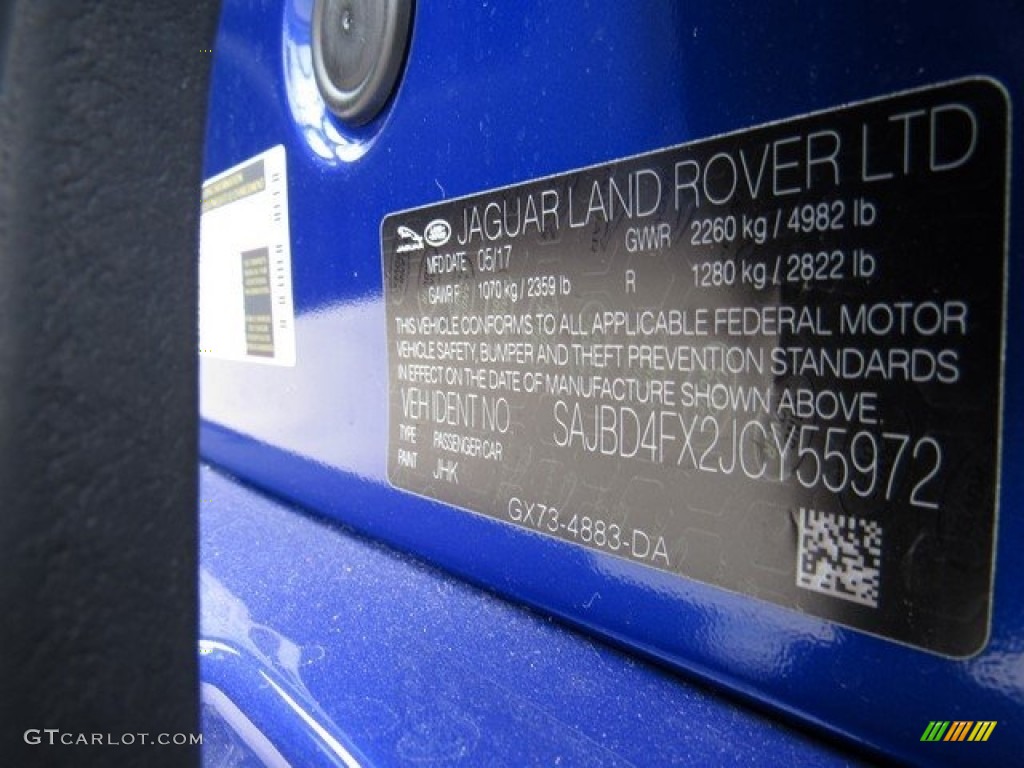 JAGUAR LAND ROVER LTD
MFD DATE 05/17 GVWR 2260 kg / 4982 lb
GAWR F 1070 kg / 2359 lb R 1280 kg / 2822 lb
THIS VEHICLE CONFORMS TO ALL APPLICABLE FEDERAL MOTOR
VEHICLE SAFETY, BUMPER AND THEFT PREVENTION STANDARDS
IN EFFECT ON THE DATE OF MANUFACTURE SHOWN ABOVE.
VEH IDENT NO SAJBD4FX2JCY55972
TYPE PASSENGER CAR
PAINT JHK
GX73-4883-DA
GTCARLOT.COM